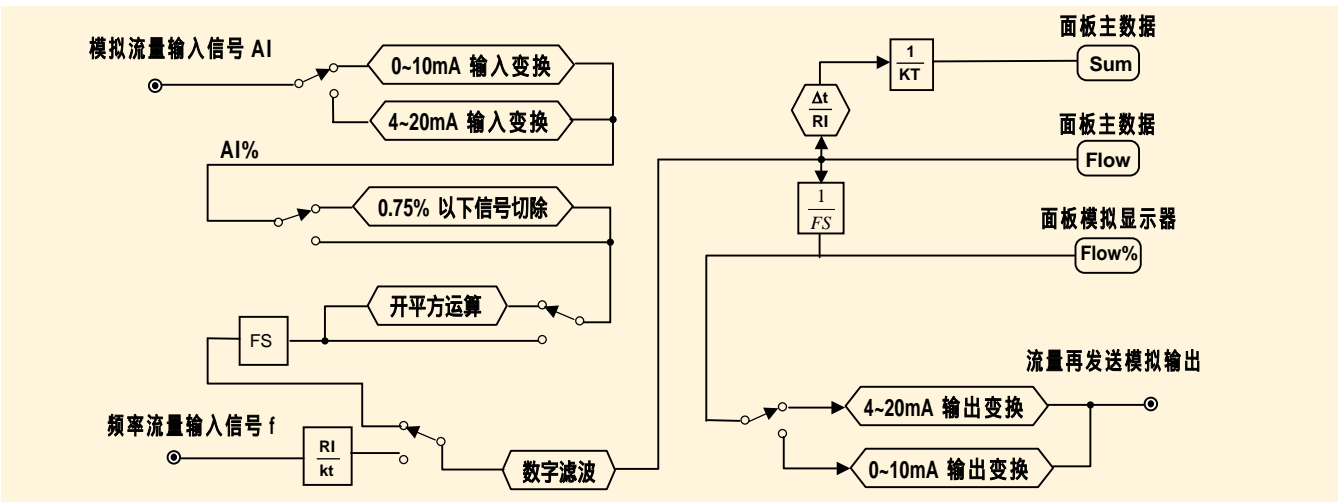 模拟流量输入信号 AI
0~10mA 输入变换
4~20mA 输入变换
AI%
0.75% 以下信号切除
开平方运算
FS
频率流量输入信号 f
RI
kt
数字滤波
面板主数据
1
KT
Sum
Δt
RI
面板主数据
Flow
1
FS
面板模拟显示器
Flow%
流量再发送模拟输出
4~20mA 输出变换
0~10mA 输出变换